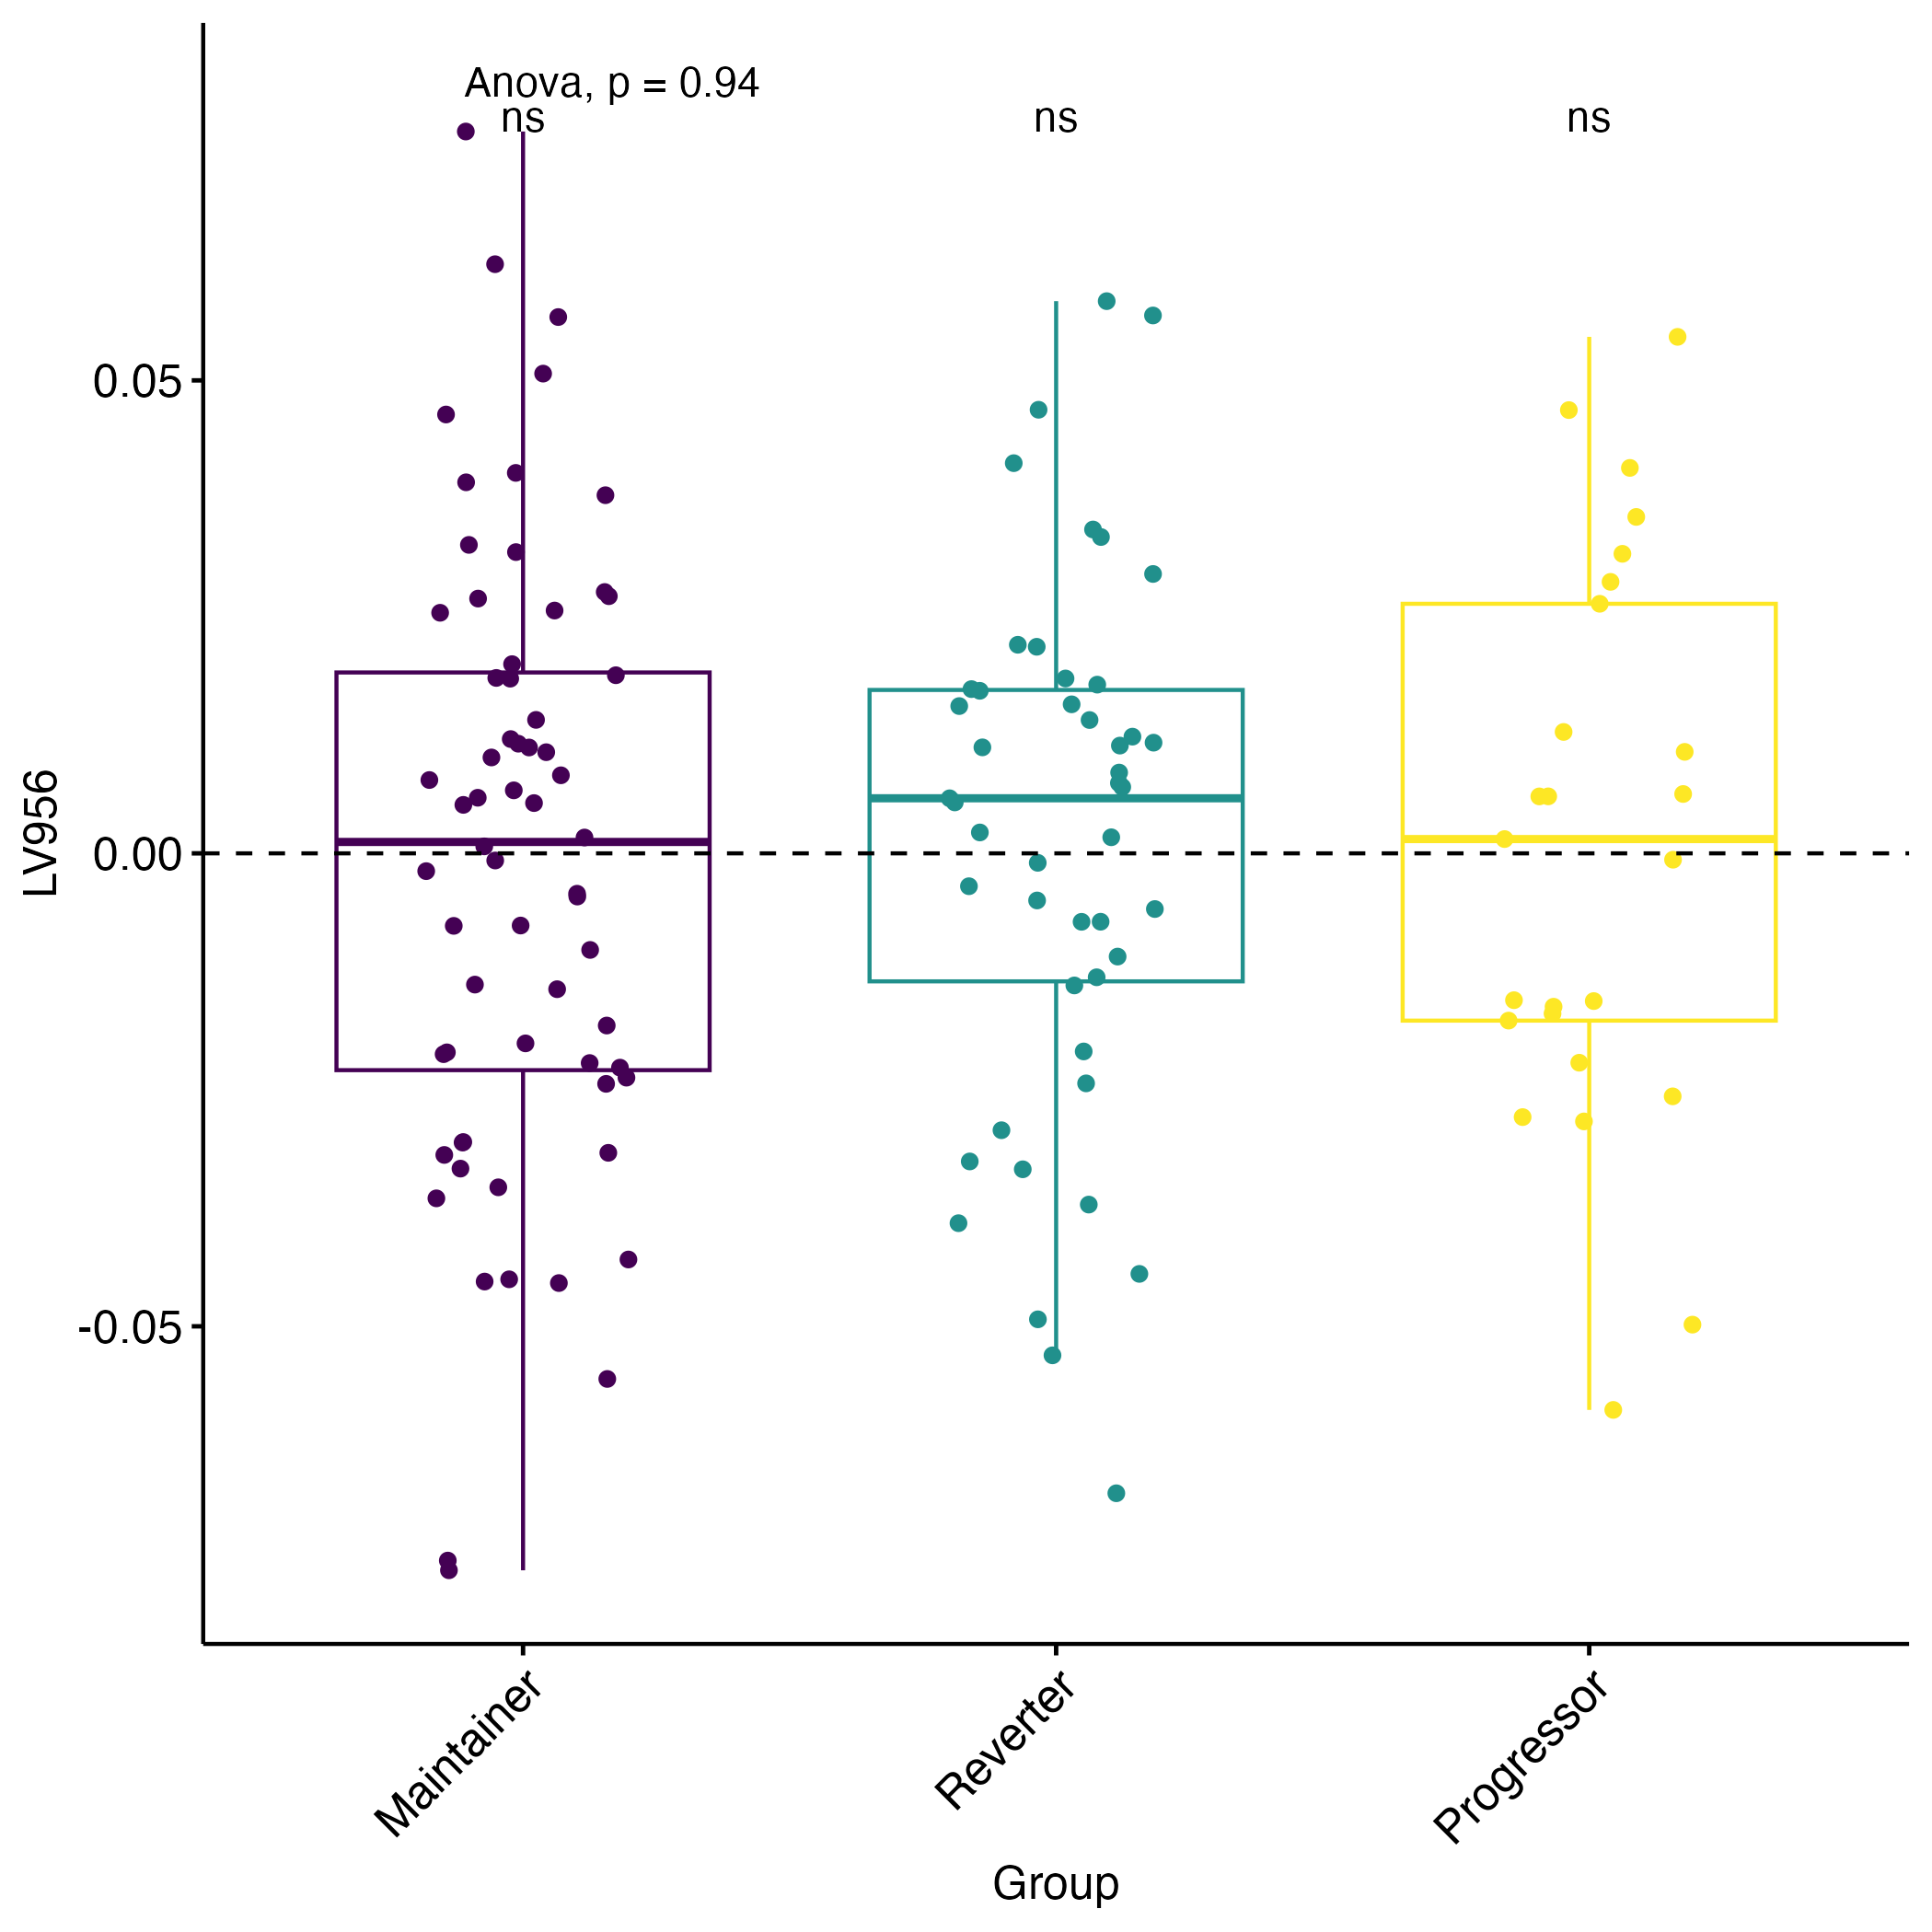 Anova, p = 0.94
ns ns ns
0.05
0.00
-0.05
LV956
Maintainer Reverter Progressor
Group